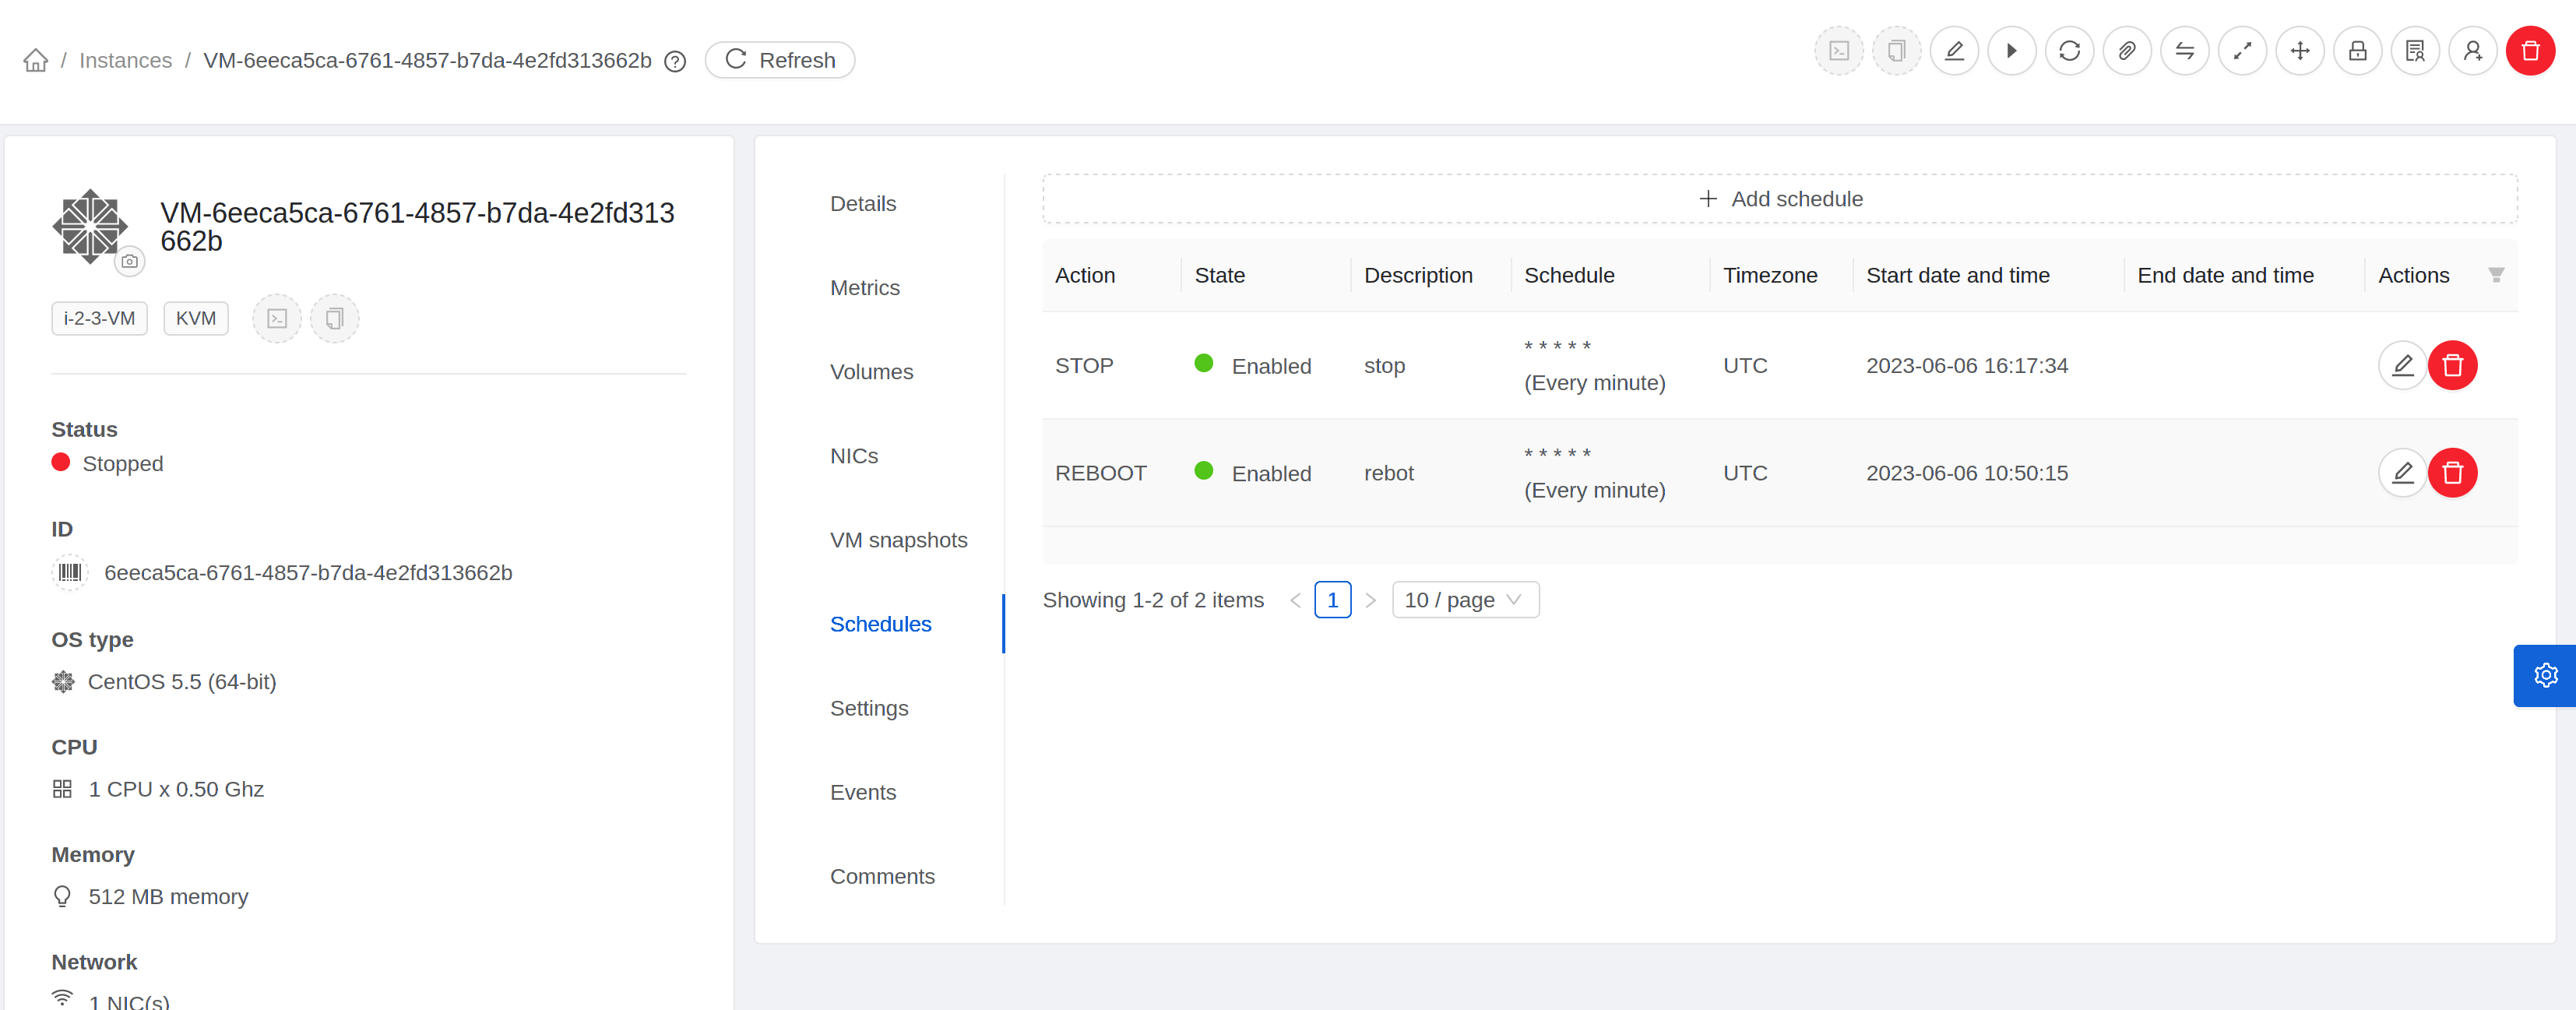 / Instances / VM-6eeca5ca-6761-4857-b7da-4e2fd313662b Refresh
VM-6eeca5ca-6761-4857-b7da-4e2fd313
662b
i-2-3-VM KVM
Status
Stopped
ID
6eeca5ca-6761-4857-b7da-4e2fd313662b
OS type
CentOS 5.5 (64-bit)
CPU
1 CPU x 0.50 Ghz
Memory
512 MB memory
Network
1 NIC(s)
Details
Metrics
Volumes
NICs
VM snapshots
Schedules
Settings
Events
Comments
Add schedule
Action State Description Schedule Timezone Start date and time End date and time Actions
STOP Enabled stop * * * * * (Every minute) UTC 2023-06-06 16:17:34
REBOOT Enabled rebot * * * * * (Every minute) UTC 2023-06-06 10:50:15
Showing 1-2 of 2 items < 1 > 10 / page